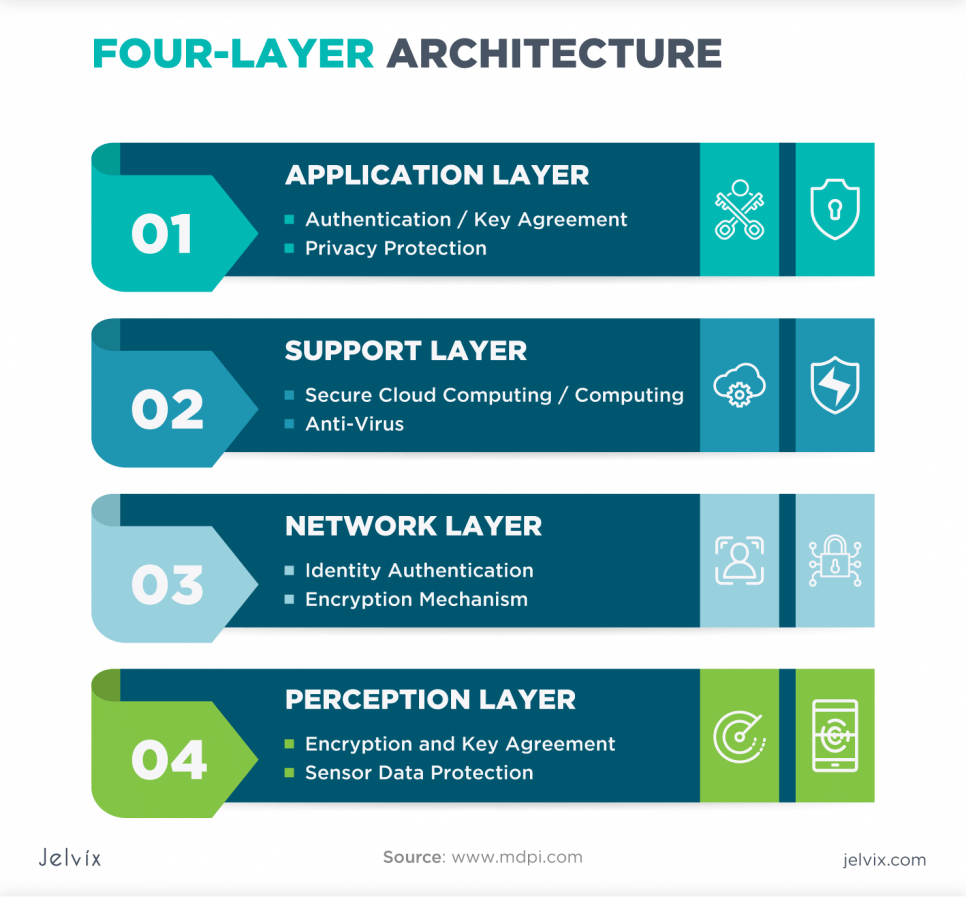 FOUR-LAYER ARCHITECTURE
01
APPLICATION LAYER
Authentication / Key Agreement
Privacy Protection
02
SUPPORT LAYER
Secure Cloud Computing / Computing
Anti-Virus
03
NETWORK LAYER
Identity Authentication
Encryption Mechanism
04
PERCEPTION LAYER
Encryption and Key Agreement
Sensor Data Protection
Jelvix
Source: www.mdpi.com
jelvix.com